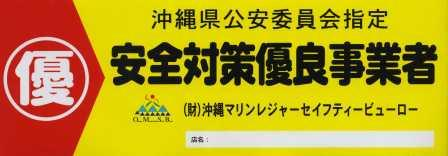 優
沖縄県公安委員会指定
安全対策優良事業者
O.M.S.B.
(財)沖縄マリンレジャーセイフティービューロー
店名：